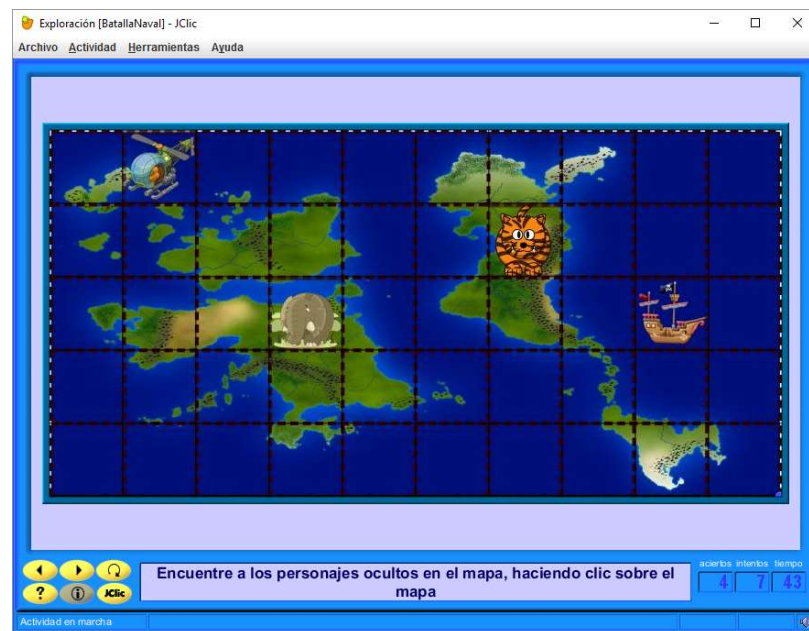 Exploración [BatallaNaval] - JClic
Archivo Actividad Herramientas Ayuda
Encuentre a los personajes ocultos en el mapa, haciendo clic sobre el
mapa
aciertos intentos tiempo
4 7 43
? i JClic
Actividad en marcha